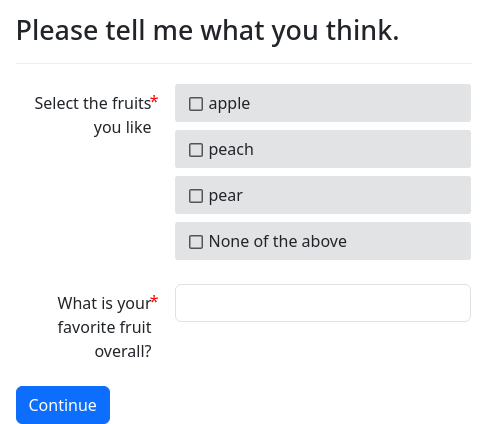 Please tell me what you think.
Select the fruits*
you like
apple
peach
pear
None of the above
What is your*
favorite fruit
overall?
Continue